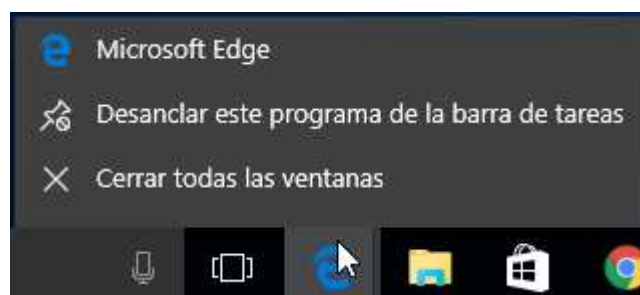 Microsoft Edge
Desanclar este programa de la barra de tareas
Cerrar todas las ventanas